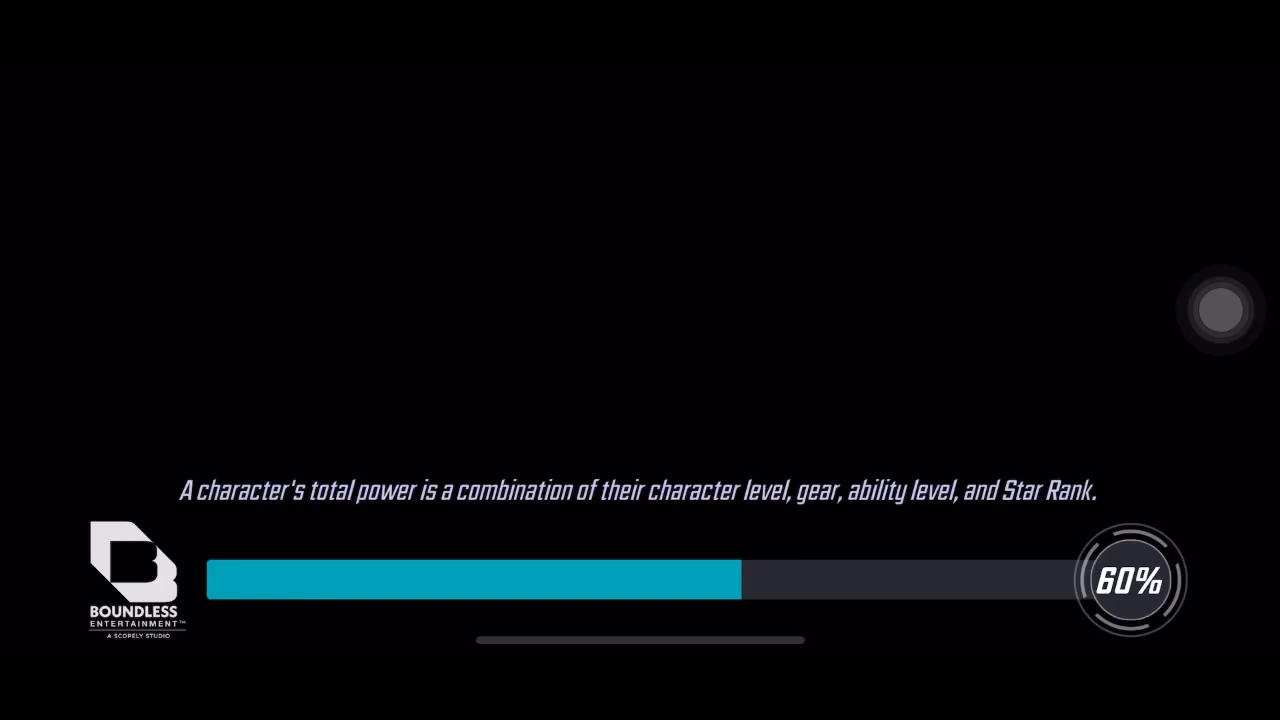 A character's total power is a combination of their character level, gear, ability level, and Star Rank.
60%
BOUNDLESS
ENTERTAINMENT™
A SCOPELY STUDIO